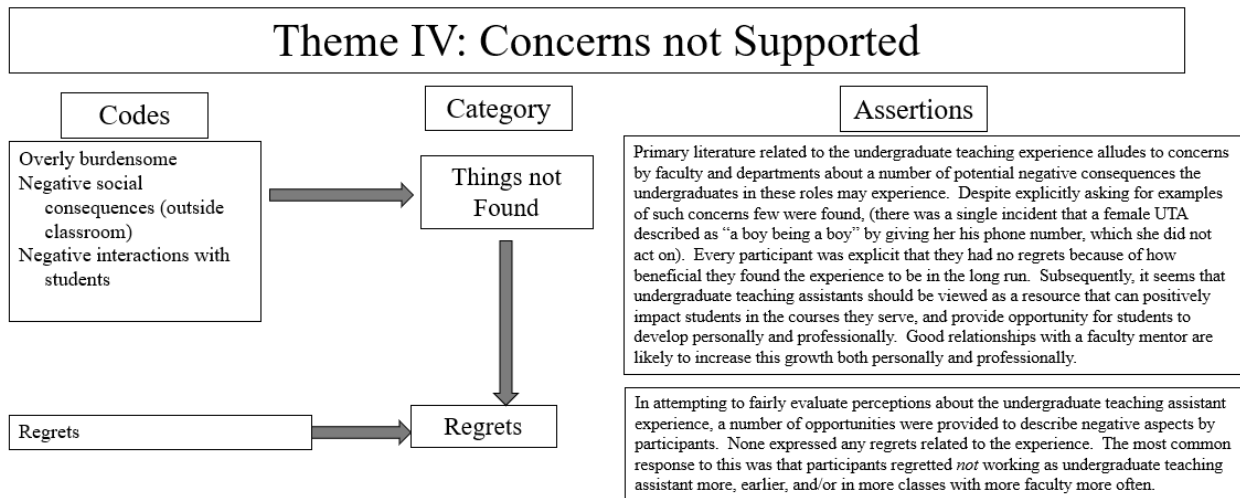 Theme IV: Concerns not Supported
Codes
Overly burdensome
Negative social
consequences (outside
classroom)
Negative interactions with
students
Regrets
Category
Things not
Found
Regrets
Assertions
Primary literature related to the undergraduate teaching experience alludes to concerns
by faculty and departments about a number of potential negative consequences the
undergraduates in these roles may experience.  Despite explicitly asking for examples
of such concerns few were found, (there was a single incident that a female UTA
described as “a boy being a boy” by giving her his phone number, which she did not
act on).  Every participant was explicit that they had no regrets because of how
beneficial they found the experience to be in the long run.  Subsequently, it seems that
undergraduate teaching assistants should be viewed as a resource that can positively
impact students in the courses they serve, and provide opportunity for students to
develop personally and professionally.  Good relationships with a faculty mentor are
likely to increase this growth both personally and professionally.
In attempting to fairly evaluate perceptions about the undergraduate teaching assistant
experience, a number of opportunities were provided to describe negative aspects by
participants.  None expressed any regrets related to the experience.  The most common
response to this was that participants regretted not working as undergraduate teaching
assistant more, earlier, and/or in more classes with more faculty more often.